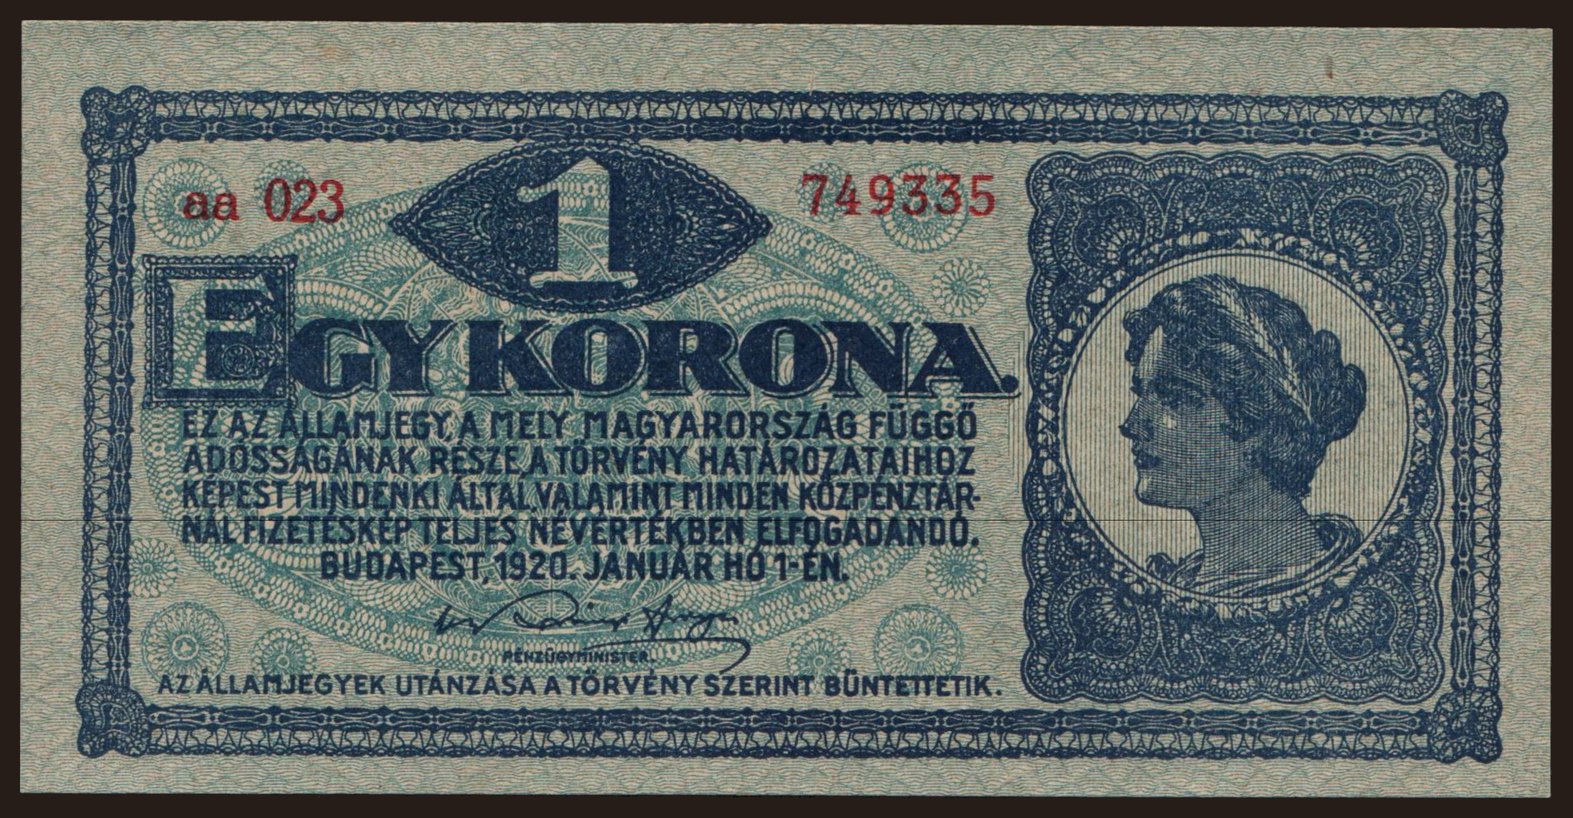 aa 023
1
749335
EGY KORONA.
EZ AZ ÁLLAMJEGY, A MELY MAGYARORSZÁG FÜGGŐ
ADÓSSÁGÁNAK RÉSZE, A TÖRVÉNY HATÁROZATAIHOZ
KÉPEST MINDENKI ÁLTAL, VALAMINT MINDEN KÖZPÉNZTÁR-
NÁL FIZETÉSKÉP TELJES NÉVÉRTÉKBEN ELFOGADANDÓ.
BUDAPEST, 1920. JANUÁR HÓ 1-ÉN.
PÉNZÜGYMINISTER.
AZ ÁLLAMJEGYEK UTÁNZÁSA A TÖRVÉNY SZERINT BÜNTETTETIK.